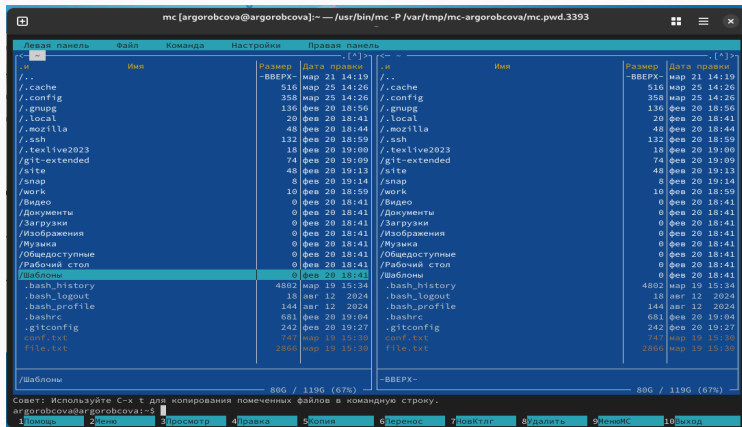 mc [argorobcova@argorobcova]:~ — /usr/bin/mc -P /var/tmp/mc-argorobcova/mc.pwd.3393
Левая панель Файл Команда Настройки Правая панель
<- ~ .[^]> <- ~ .[^]>
.и Имя Размер Дата правки .и Имя Размер Дата правки
/.. -ВВЕРХ- мар 21 14:19 /.. -ВВЕРХ- мар 21 14:19
/.cache 516 мар 25 14:26 /.cache 516 мар 25 14:26
/.config 358 мар 25 14:26 /.config 358 мар 25 14:26
/.gnupg 136 фев 20 18:56 /.gnupg 136 фев 20 18:56
/.local 20 фев 20 18:41 /.local 20 фев 20 18:41
/.mozilla 48 фев 20 18:44 /.mozilla 48 фев 20 18:44
/.ssh 132 фев 20 18:59 /.ssh 132 фев 20 18:59
/.texlive2023 18 фев 20 19:00 /.texlive2023 18 фев 20 19:00
/git-extended 74 фев 20 19:09 /git-extended 74 фев 20 19:09
/site 48 фев 20 19:13 /site 48 фев 20 19:13
/snap 8 фев 20 19:14 /snap 8 фев 20 19:14
/work 10 фев 20 18:59 /work 10 фев 20 18:59
/Видео 0 фев 20 18:41 /Видео 0 фев 20 18:41
/Документы 0 фев 20 18:41 /Документы 0 фев 20 18:41
/Загрузки 0 фев 20 18:41 /Загрузки 0 фев 20 18:41
/Изображения 0 фев 20 18:41 /Изображения 0 фев 20 18:41
/Музыка 0 фев 20 18:41 /Музыка 0 фев 20 18:41
/Общедоступные 0 фев 20 18:41 /Общедоступные 0 фев 20 18:41
/Рабочий стол 0 фев 20 18:41 /Рабочий стол 0 фев 20 18:41
/Шаблоны 0 фев 20 18:41 /Шаблоны 0 фев 20 18:41
.bash_history 4802 мар 19 15:34 .bash_history 4802 мар 19 15:34
.bash_logout 18 авг 12 2024 .bash_logout 18 авг 12 2024
.bash_profile 144 авг 12 2024 .bash_profile 144 авг 12 2024
.bashrc 681 фев 20 19:04 .bashrc 681 фев 20 19:04
.gitconfig 242 фев 20 19:27 .gitconfig 242 фев 20 19:27
conf.txt 747 мар 19 15:30 conf.txt 747 мар 19 15:30
file.txt 2866 мар 19 15:30 file.txt 2866 мар 19 15:30
/Шаблоны -ВВЕРХ-
80G / 119G (67%) 80G / 119G (67%)
Совет: Используйте C-x t для копирования помеченных файлов в командную строку.
argorobcova@argorobcova:~$
1Помощь 2Меню 3Просмотр 4Правка 5Копия 6Перенос 7НовКтлг 8Удалить 9МенюMC 10Выход